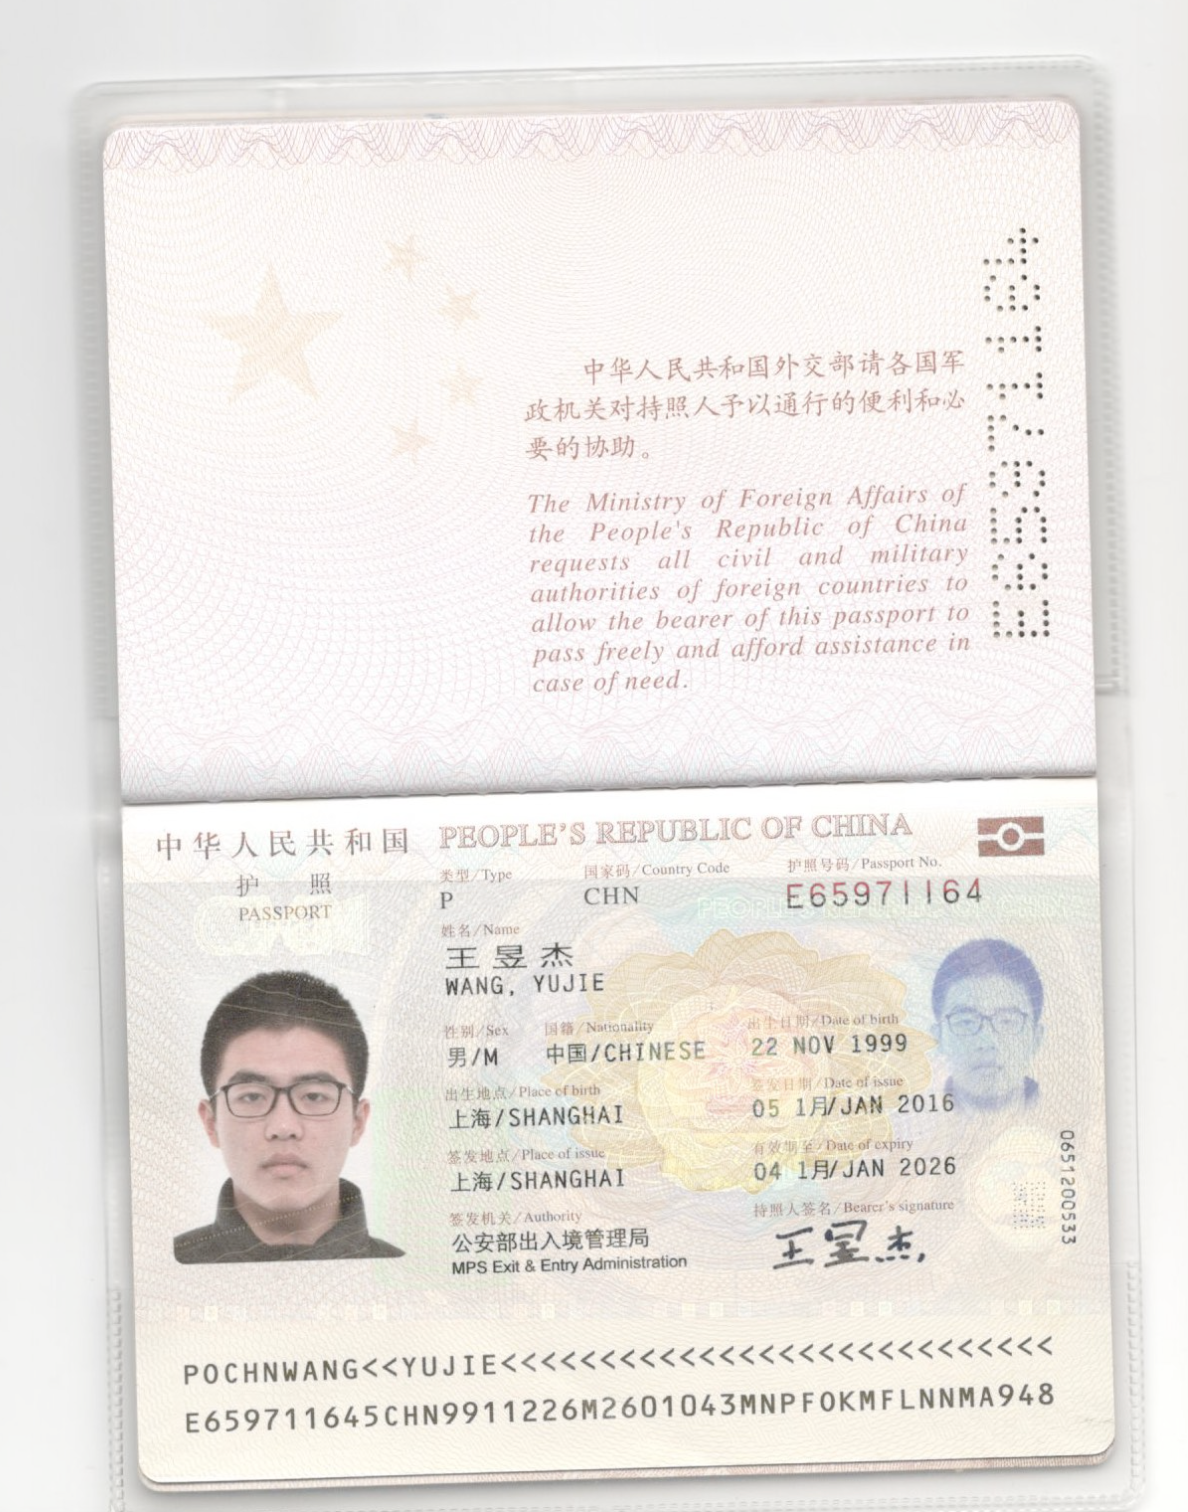 中华人民共和国外交部请各国军
政机关对持照人予以通行的便利和必
要的协助。
The Ministry of Foreign Affairs of
the People's Republic of China
requests all civil and military
authorities of foreign countries to
allow the bearer of this passport to
pass freely and afford assistance in
case of need.
E65971164
中华人民共和国 PEOPLE'S REPUBLIC OF CHINA
护 照
PASSPORT
类型/Type 国家码/Country Code 护照号码/Passport No.
P CHN E65971164
姓名/Name
王昱杰
WANG, YUJIE
性别/Sex 国籍/Nationality 出生日期/Date of birth
男/M 中国/CHINESE 22 NOV 1999
出生地点/Place of birth 签发日期/Date of issue
上海/SHANGHAI 05 1月/JAN 2016
签发地点/Place of issue 有效期至/Date of expiry
上海/SHANGHAI 04 1月/JAN 2026
签发机关/Authority 持照人签名/Bearer's signature
公安部出入境管理局 王昱杰
MPS Exit & Entry Administration
0651200533
POCHNWANG<<YUJIE<<<<<<<<<<<<<<<<<<<<<<<<<<<<
E659711645CHN9911226M2601043MNPFOKMFLNNMA948